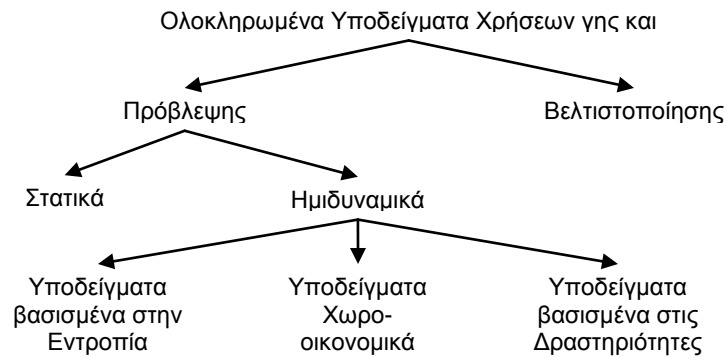 Ολοκληρωμένα Υποδείγματα Χρήσεων γης και
Πρόβλεψης
Βελτιστοποίησης
Στατικά
Ημιδυναμικά
Υποδείγματα
βασισμένα στην
Εντροπία
Υποδείγματα
Χωρο-
οικονομικά
Υποδείγματα
βασισμένα στις
Δραστηριότητες